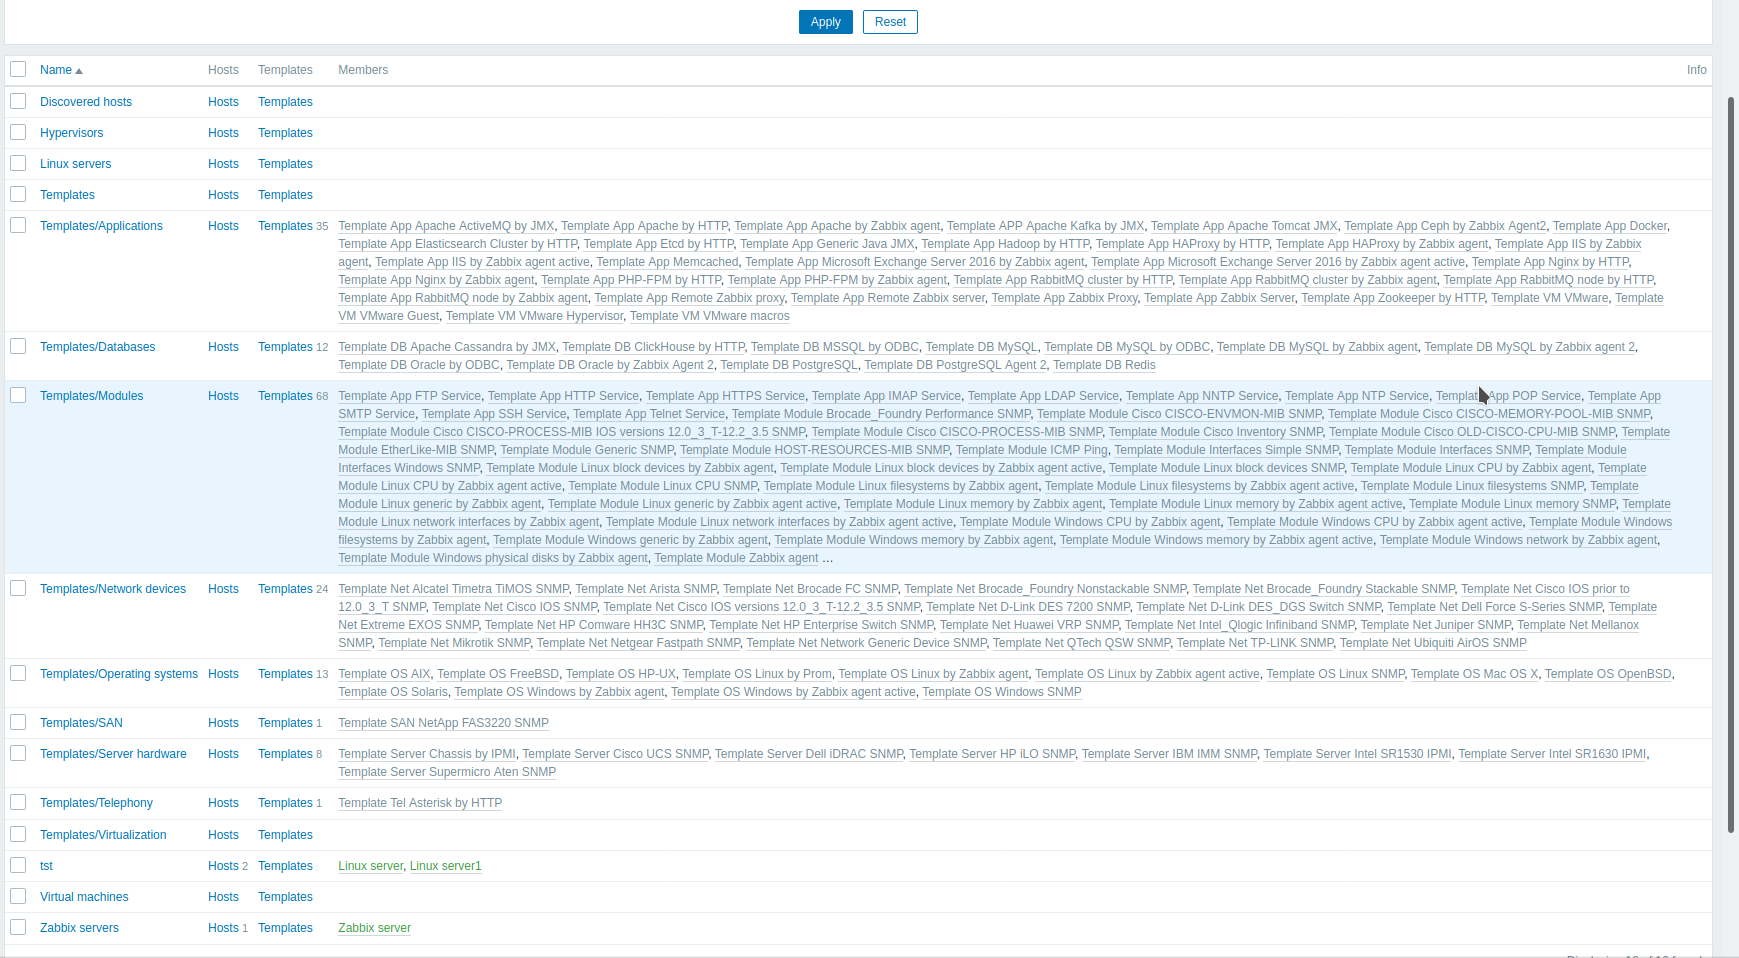 Apply Reset
Name Hosts Templates Members Info
Discovered hosts Hosts Templates
Hypervisors Hosts Templates
Linux servers Hosts Templates
Templates Hosts Templates
Templates/Applications Hosts Templates 35 Template App Apache ActiveMQ by JMX, Template App Apache by HTTP, Template App Apache by Zabbix agent, Template APP Apache Kafka by JMX, Template App Apache Tomcat JMX, Template App Ceph by Zabbix Agent2, Template App Docker,
Template App Elasticsearch Cluster by HTTP, Template App Etcd by HTTP, Template App Generic Java JMX, Template App Hadoop by HTTP, Template App HAProxy by HTTP, Template App HAProxy by Zabbix agent, Template App IIS by Zabbix
agent, Template App IIS by Zabbix agent active, Template App Memcached, Template App Microsoft Exchange Server 2016 by Zabbix agent, Template App Microsoft Exchange Server 2016 by Zabbix agent active, Template App Nginx by HTTP,
Template App Nginx by Zabbix agent, Template App PHP-FPM by HTTP, Template App PHP-FPM by Zabbix agent, Template App RabbitMQ cluster by HTTP, Template App RabbitMQ cluster by Zabbix agent, Template App RabbitMQ node by HTTP,
Template App RabbitMQ node by Zabbix agent, Template App Remote Zabbix proxy, Template App Remote Zabbix server, Template App Zabbix Proxy, Template App Zabbix Server, Template App Zookeeper by HTTP, Template VM VMware, Template
VM VMware Guest, Template VM VMware Hypervisor, Template VM VMware macros
Templates/Databases Hosts Templates 12 Template DB Apache Cassandra by JMX, Template DB ClickHouse by HTTP, Template DB MSSQL by ODBC, Template DB MySQL, Template DB MySQL by ODBC, Template DB MySQL by Zabbix agent, Template DB MySQL by Zabbix agent 2,
Template DB Oracle by ODBC, Template DB Oracle by Zabbix Agent 2, Template DB PostgreSQL, Template DB PostgreSQL Agent 2, Template DB Redis
Templates/Modules Hosts Templates 68 Template App FTP Service, Template App HTTP Service, Template App HTTPS Service, Template App IMAP Service, Template App LDAP Service, Template App NNTP Service, Template App NTP Service, Template App POP Service, Template App
SMTP Service, Template App SSH Service, Template App Telnet Service, Template Module Brocade_Foundry Performance SNMP, Template Module Cisco CISCO-ENVMON-MIB SNMP, Template Module Cisco CISCO-MEMORY-POOL-MIB SNMP,
Template Module Cisco CISCO-PROCESS-MIB IOS versions 12.0_3_T-12.2_3.5 SNMP, Template Module Cisco CISCO-PROCESS-MIB SNMP, Template Module Cisco Inventory SNMP, Template Module Cisco OLD-CISCO-CPU-MIB SNMP, Template
Module EtherLike-MIB SNMP, Template Module Generic SNMP, Template Module HOST-RESOURCES-MIB SNMP, Template Module ICMP Ping, Template Module Interfaces Simple SNMP, Template Module Interfaces SNMP, Template Module
Interfaces Windows SNMP, Template Module Linux block devices by Zabbix agent, Template Module Linux block devices by Zabbix agent active, Template Module Linux block devices SNMP, Template Module Linux CPU by Zabbix agent, Template
Module Linux CPU by Zabbix agent active, Template Module Linux CPU SNMP, Template Module Linux filesystems by Zabbix agent, Template Module Linux filesystems by Zabbix agent active, Template Module Linux filesystems SNMP, Template
Module Linux generic by Zabbix agent, Template Module Linux generic by Zabbix agent active, Template Module Linux memory by Zabbix agent, Template Module Linux memory by Zabbix agent active, Template Module Linux memory SNMP, Template
Module Linux network interfaces by Zabbix agent, Template Module Linux network interfaces by Zabbix agent active, Template Module Windows CPU by Zabbix agent, Template Module Windows CPU by Zabbix agent active, Template Module Windows
filesystems by Zabbix agent, Template Module Windows generic by Zabbix agent, Template Module Windows memory by Zabbix agent, Template Module Windows memory by Zabbix agent active, Template Module Windows network by Zabbix agent,
Template Module Windows physical disks by Zabbix agent, Template Module Zabbix agent ...
Templates/Network devices Hosts Templates 24 Template Net Alcatel Timetra TiMOS SNMP, Template Net Arista SNMP, Template Net Brocade FC SNMP, Template Net Brocade_Foundry Nonstackable SNMP, Template Net Brocade_Foundry Stackable SNMP, Template Net Cisco IOS prior to
12.0_3_T SNMP, Template Net Cisco IOS SNMP, Template Net Cisco IOS versions 12.0_3_T-12.2_3.5 SNMP, Template Net D-Link DES 7200 SNMP, Template Net D-Link DES_DGS Switch SNMP, Template Net Dell Force S-Series SNMP, Template
Net Extreme EXOS SNMP, Template Net HP Comware HH3C SNMP, Template Net HP Enterprise Switch SNMP, Template Net Huawei VRP SNMP, Template Net Intel_Qlogic Infiniband SNMP, Template Net Juniper SNMP, Template Net Mellanox
SNMP, Template Net Mikrotik SNMP, Template Net Netgear Fastpath SNMP, Template Net Network Generic Device SNMP, Template Net QTech QSW SNMP, Template Net TP-LINK SNMP, Template Net Ubiquiti AirOS SNMP
Templates/Operating systems Hosts Templates 13 Template OS AIX, Template OS FreeBSD, Template OS HP-UX, Template OS Linux by Prom, Template OS Linux by Zabbix agent, Template OS Linux by Zabbix agent active, Template OS Linux SNMP, Template OS Mac OS X, Template OS OpenBSD,
Template OS Solaris, Template OS Windows by Zabbix agent, Template OS Windows by Zabbix agent active, Template OS Windows SNMP
Templates/SAN Hosts Templates 1 Template SAN NetApp FAS3220 SNMP
Templates/Server hardware Hosts Templates 8 Template Server Chassis by IPMI, Template Server Cisco UCS SNMP, Template Server Dell iDRAC SNMP, Template Server HP iLO SNMP, Template Server IBM IMM SNMP, Template Server Intel SR1530 IPMI, Template Server Intel SR1630 IPMI,
Template Server Supermicro Aten SNMP
Templates/Telephony Hosts Templates 1 Template Tel Asterisk by HTTP
Templates/Virtualization Hosts Templates
tst Hosts 2 Templates Linux server, Linux server1
Virtual machines Hosts Templates
Zabbix servers Hosts 1 Templates Zabbix server